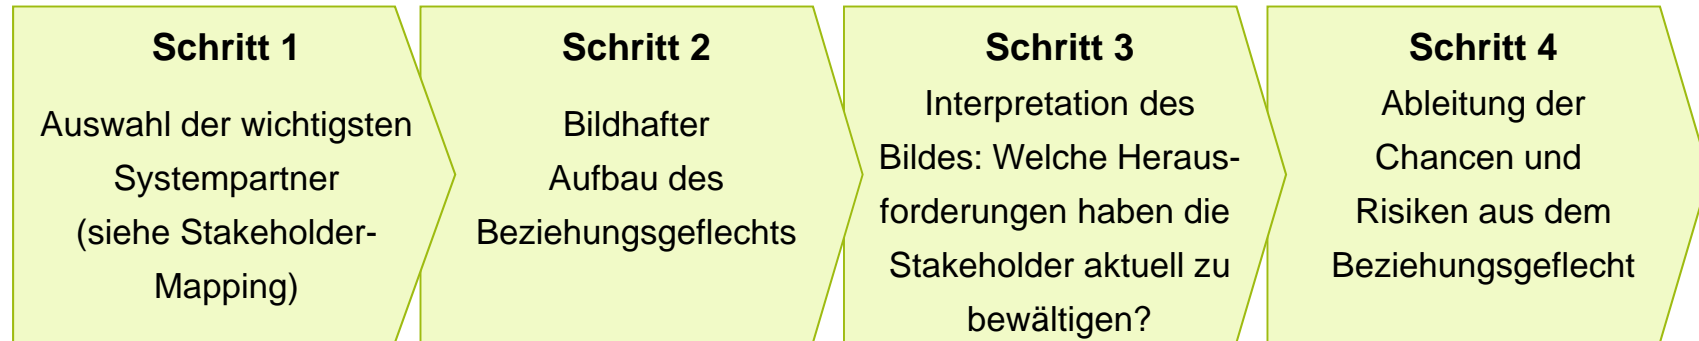 Schritt 1
Auswahl der wichtigsten
Systempartner
(siehe Stakeholder-
Mapping)
Schritt 2
Bildhafter
Aufbau des
Beziehungsgeflechts
Schritt 3
Interpretation des
Bildes: Welche Heraus-
forderungen haben die
Stakeholder aktuell zu
bewältigen?
Schritt 4
Ableitung der
Chancen und
Risiken aus dem
Beziehungsgeflecht